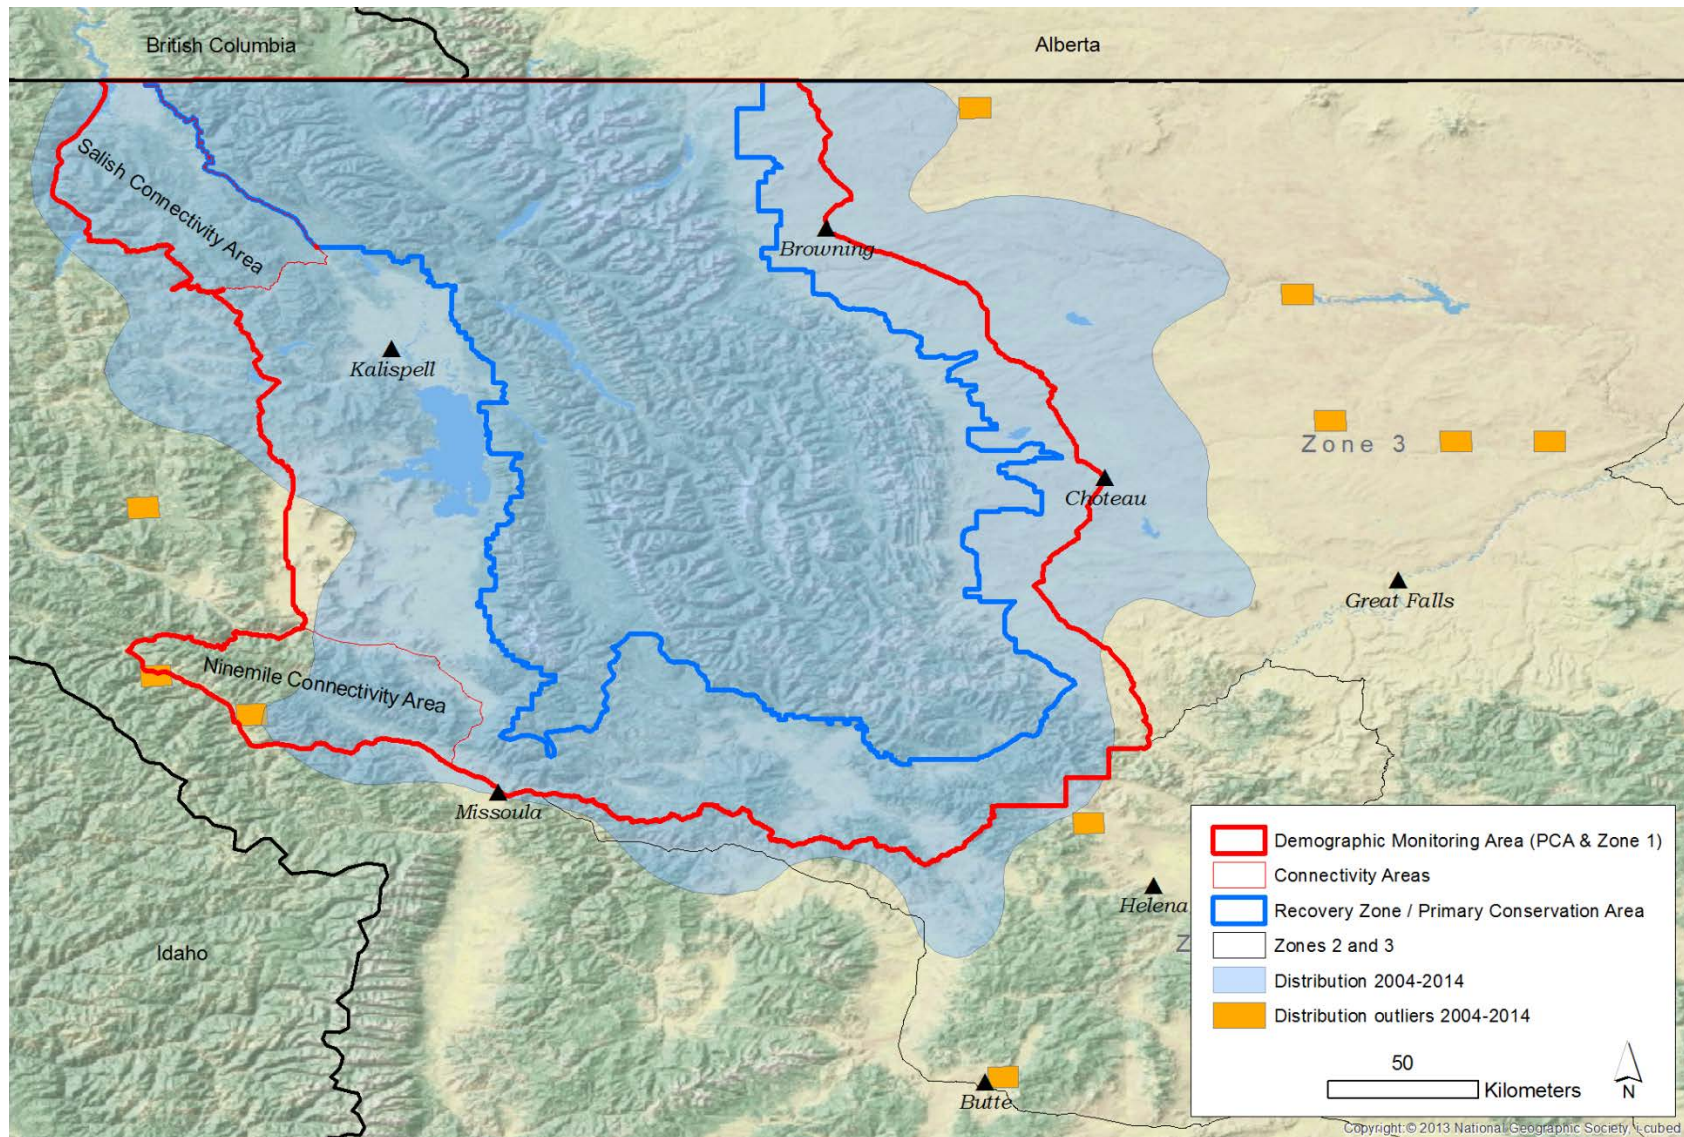 British Columbia
Alberta
Salish Connectivity Area
Browning
Kalispell
Zone 3
Choteau
Great Falls
Ninemile Connectivity Area
Missoula
Helena
Z
Idaho
Butte
Demographic Monitoring Area (PCA & Zone 1)
Connectivity Areas
Recovery Zone / Primary Conservation Area
Zones 2 and 3
Distribution 2004-2014
Distribution outliers 2004-2014
50
Kilometers
N
Copyright:© 2013 National Geographic Society, i-cubed